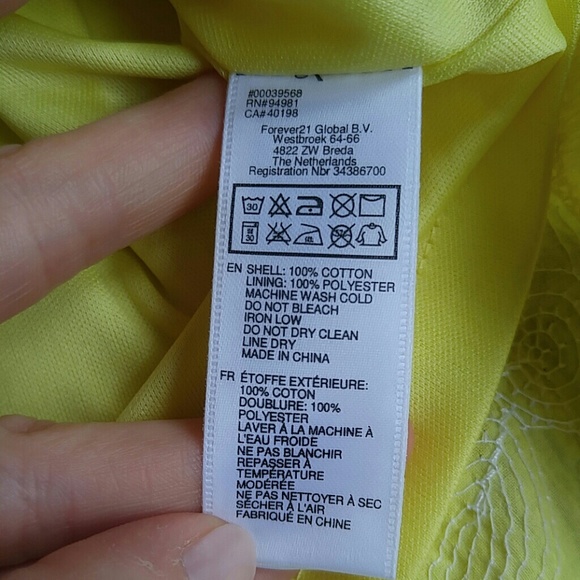 #00039568
RN#94981
CA#40198
Forever21 Global B.V.
Westbroek 64-66
4822 ZW Breda
The Netherlands
Registration Nbr 34386700
30
30
EN SHELL: 100% COTTON
LINING: 100% POLYESTER
MACHINE WASH COLD
DO NOT BLEACH
IRON LOW
DO NOT DRY CLEAN
LINE DRY
MADE IN CHINA
FR ÉTOFFE EXTÉRIEURE:
100% COTON
DOUBLURE: 100%
POLYESTER
LAVER À LA MACHINE À
L'EAU FROIDE
NE PAS BLANCHIR
REPASSER À
TEMPÉRATURE
MODÉRÉE
NE PAS NETTOYER À SEC
SÉCHER À L'AIR
FABRIQUÉ EN CHINE